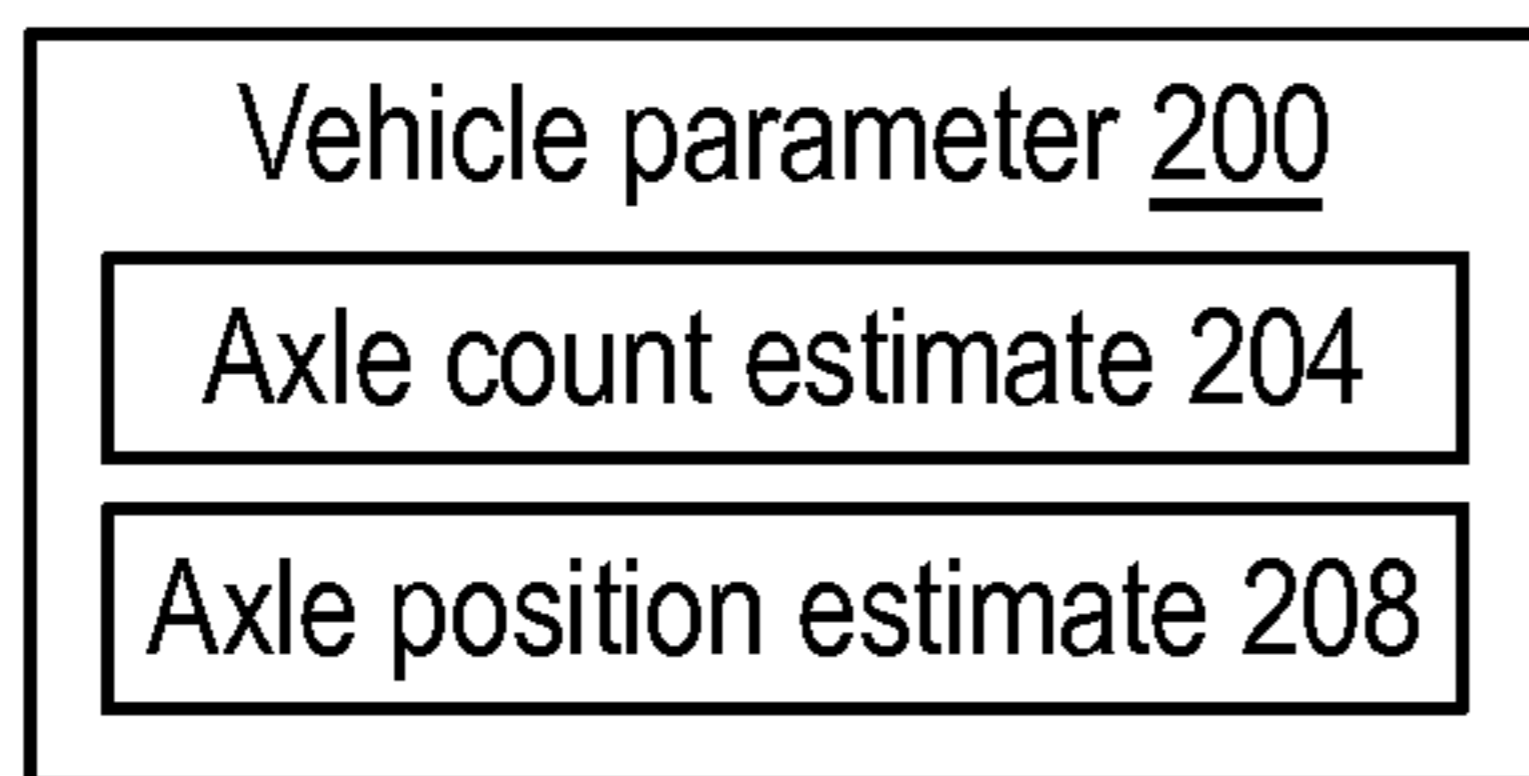 Vehicle parameter 200
Axle count estimate 204
Axle position estimate 208